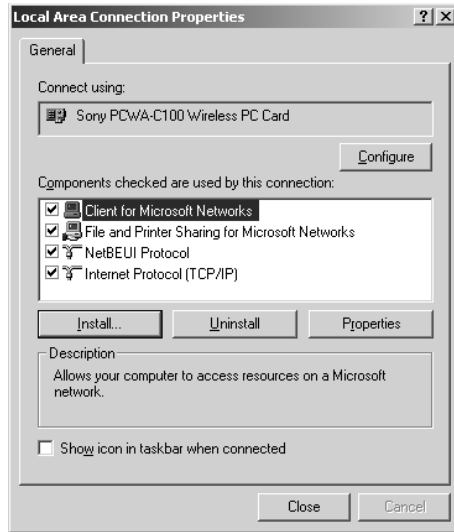 Local Area Connection Properties
General
Connect using:
Sony PCWA-C100 Wireless PC Card
Configure
Components checked are used by this connection:
Client for Microsoft Networks
File and Printer Sharing for Microsoft Networks
NetBEUI Protocol
Internet Protocol (TCP/IP)
Install... Uninstall Properties
Description
Allows your computer to access resources on a Microsoft
network.
Show icon in taskbar when connected
Close Cancel